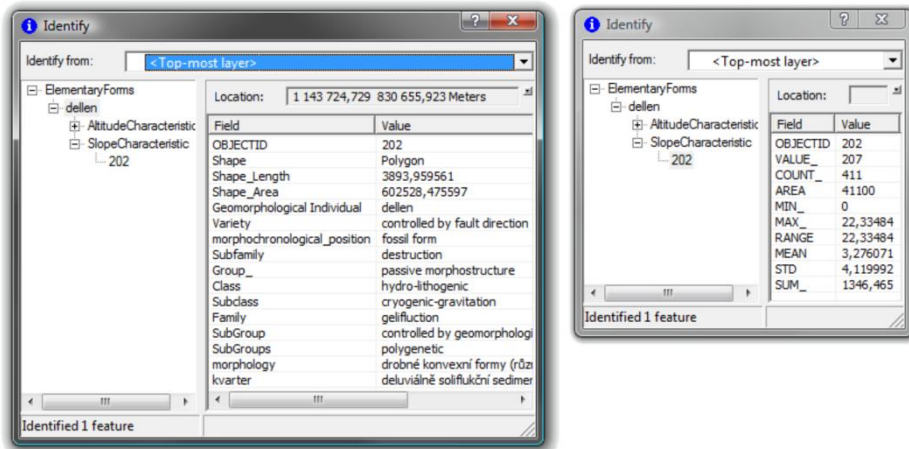 Identify
Identify from: <Top-most layer>
ElementaryForms
dellen
AltitudeCharacteristic
SlopeCharacteristic
202
Location: 1 143 724,729 830 655,923 Meters
Field Value
OBJECTID 202
Shape Polygon
Shape_Length 3893,959561
Shape_Area 602528,475597
Geomorphological Individual dellen
Variety controlled by fault direction
morphochronological_position fossil form
Subfamily destruction
Group_ passive morphostructure
Class hydro-lithogenic
Subclass cryogenic-gravitation
Family gelifluction
SubGroup controlled by geomorphologi
SubGroups polygenetic
morphology drobné konvexní formy (různ
kvarter deluviálně soliflukční sedimer
Identified 1 feature
Identify
Identify from: <Top-most layer>
ElementaryForms
dellen
AltitudeCharacteristic
SlopeCharacteristic
202
Location:
Field Value
OBJECTID 202
VALUE_ 207
COUNT_ 411
AREA 41100
MIN_ 0
MAX_ 22,33484
RANGE 22,33484
MEAN 3,276071
STD 4,119992
SUM_ 1346,465
Identified 1 feature